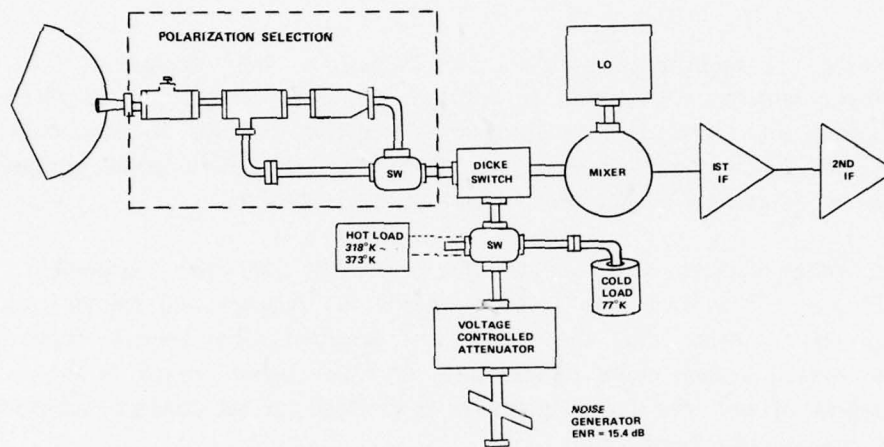 POLARIZATION SELECTION
LO
SW
DICKE
SWITCH
MIXER
1ST
IF
2ND
IF
HOT LOAD
318°K ~
373°K
SW
COLD
LOAD
77°K
VOLTAGE
CONTROLLED
ATTENUATOR
NOISE
GENERATOR
ENR = 15.4 dB